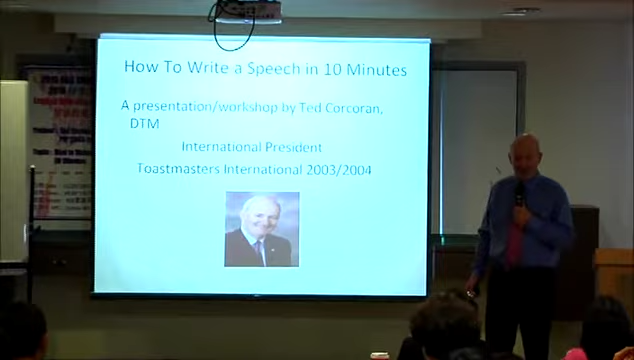 How To Write a Speech in 10 Minutes
A presentation/workshop by Ted Corcoran,
DTM
International President
Toastmasters International 2003/2004